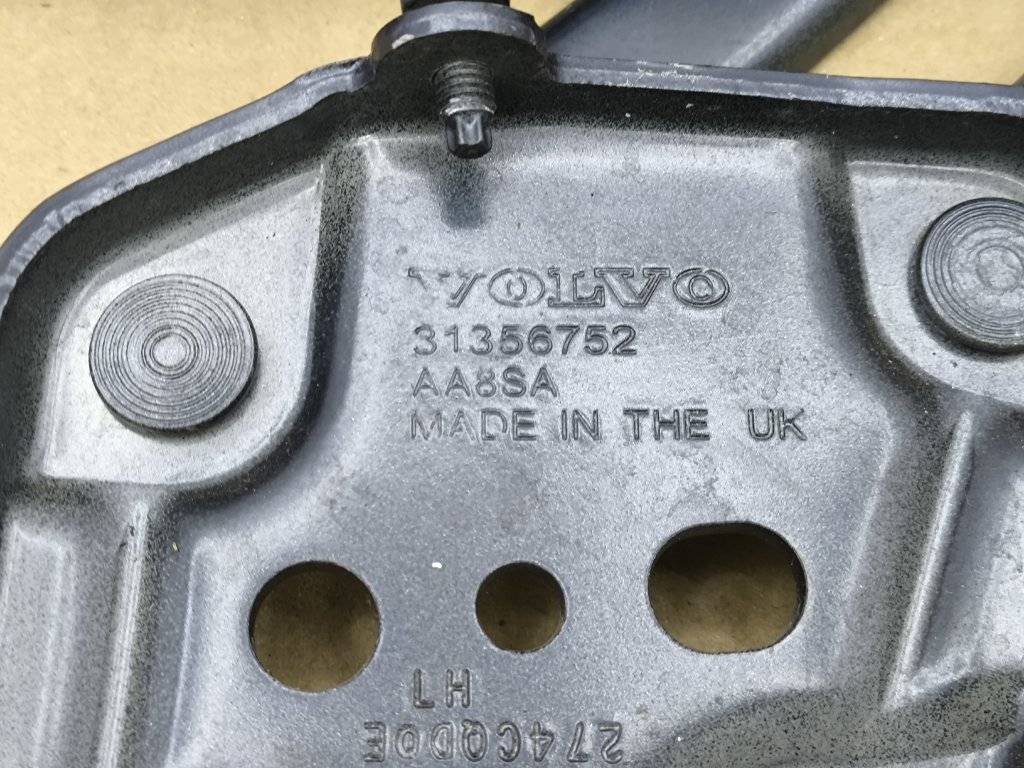 VOLVO
31356752
AA8SA
MADE IN THE UK
LH